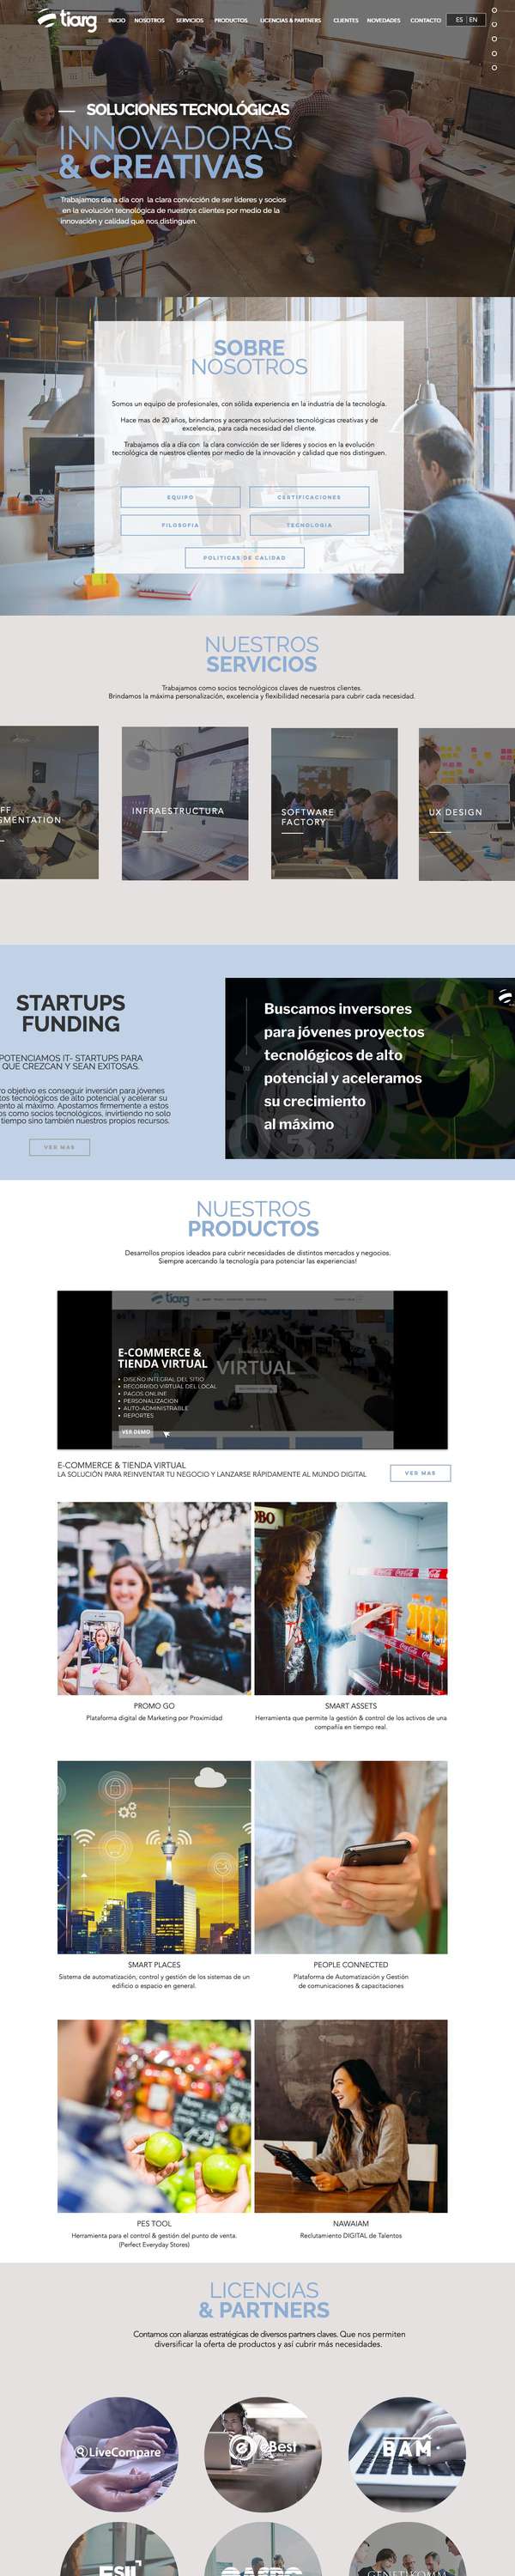 tiarg INICIO NOSOTROS SERVICIOS PRODUCTOS LICENCIAS & PARTNERS CLIENTES NOVEDADES CONTACTO ES | EN
SOLUCIONES TECNOLÓGICAS
INNOVADORAS
& CREATIVAS
Trabajamos día a día con la clara convicción de ser líderes y socios
en la evolución tecnológica de nuestros clientes por medio de la
innovación y calidad que nos distinguen.
SOBRE
NOSOTROS
Somos un equipo de profesionales, con sólida experiencia en la industria de la tecnología.
Hace mas de 20 años, brindamos y acercamos soluciones tecnológicas creativas y de
excelencia, para cada necesidad del cliente.
Trabajamos día a día con la clara convicción de ser líderes y socios en la evolución
tecnológica de nuestros clientes por medio de la innovación y calidad que nos distinguen.
EQUIPO
CERTIFICACIONES
FILOSOFIA
TECNOLOGIA
POLITICAS DE CALIDAD
NUESTROS
SERVICIOS
Trabajamos como socios tecnológicos claves de nuestros clientes.
Brindamos la máxima personalización, excelencia y flexibilidad necesaria para cubrir cada necesidad.
FF
MENTATION
INFRAESTRUCTURA
SOFTWARE
FACTORY
UX DESIGN
STARTUPS
FUNDING
POTENCIAMOS IT- STARTUPS PARA
QUE CREZCAN Y SEAN EXITOSAS.
o objetivo es conseguir inversión para jóvenes
tos tecnológicos de alto potencial y acelerar su
ento al máximo. Apostamos firmemente a estos
os como socios tecnológicos, invirtiendo no solo
tiempo sino también nuestros propios recursos.
VER MAS
Buscamos inversores
para jóvenes proyectos
tecnológicos de alto
potencial y aceleramos
su crecimiento
al máximo
NUESTROS
PRODUCTOS
Desarrollos propios ideados para cubrir necesidades de distintos mercados y negocios.
Siempre acercando la tecnología para potenciar las experiencias!
tiarg
E-COMMERCE &
TIENDA VIRTUAL
VIRTUAL
• DISEÑO INTEGRAL DEL SITIO
• RECORRIDO VIRTUAL DEL LOCAL
• PAGOS ONLINE
• PERSONALIZACION
• AUTO-ADMINISTRABLE
• REPORTES
VER DEMO
E-COMMERCE & TIENDA VIRTUAL
LA SOLUCIÓN PARA REINVENTAR TU NEGOCIO Y LANZARSE RÁPIDAMENTE AL MUNDO DIGITAL
VER MAS
PROMO GO
Plataforma digital de Marketing por Proximidad
SMART ASSETS
Herramienta que permite la gestión & control de los activos de una
compañía en tiempo real.
SMART PLACES
Sistema de automatización, control y gestión de los sistemas de un
edificio o espacio en general.
PEOPLE CONNECTED
Plataforma de Automatización y Gestión
de comunicaciones & capacitaciones
PES TOOL
Herramienta para el control & gestión del punto de venta.
(Perfect Everyday Stores)
NAWAIAM
Reclutamiento DIGITAL de Talentos
LICENCIAS
& PARTNERS
Contamos con alianzas estratégicas de diversos partners claves. Que nos permiten
diversificar la oferta de productos y así cubrir más necesidades.
LiveCompare
eBest
BAM